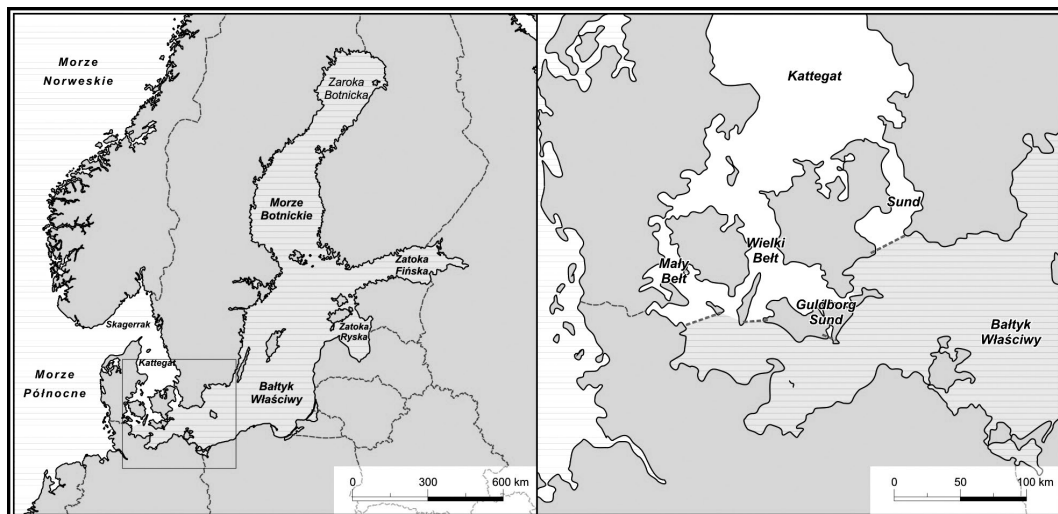 Morze
Norweskie
Zaroka
Botnicka
Morze
Botnickie
Zatoka
Fińska
Skagerrak
Zatoka
Ryska
Kattegat
Morze
Północne
Bałtyk
Właściwy
0 300 600 km
Kattegat
Sund
Wielki
Bełt
Mały
Bełt
Guldborg
Sund
Bałtyk
Właściwy
0 50 100 km